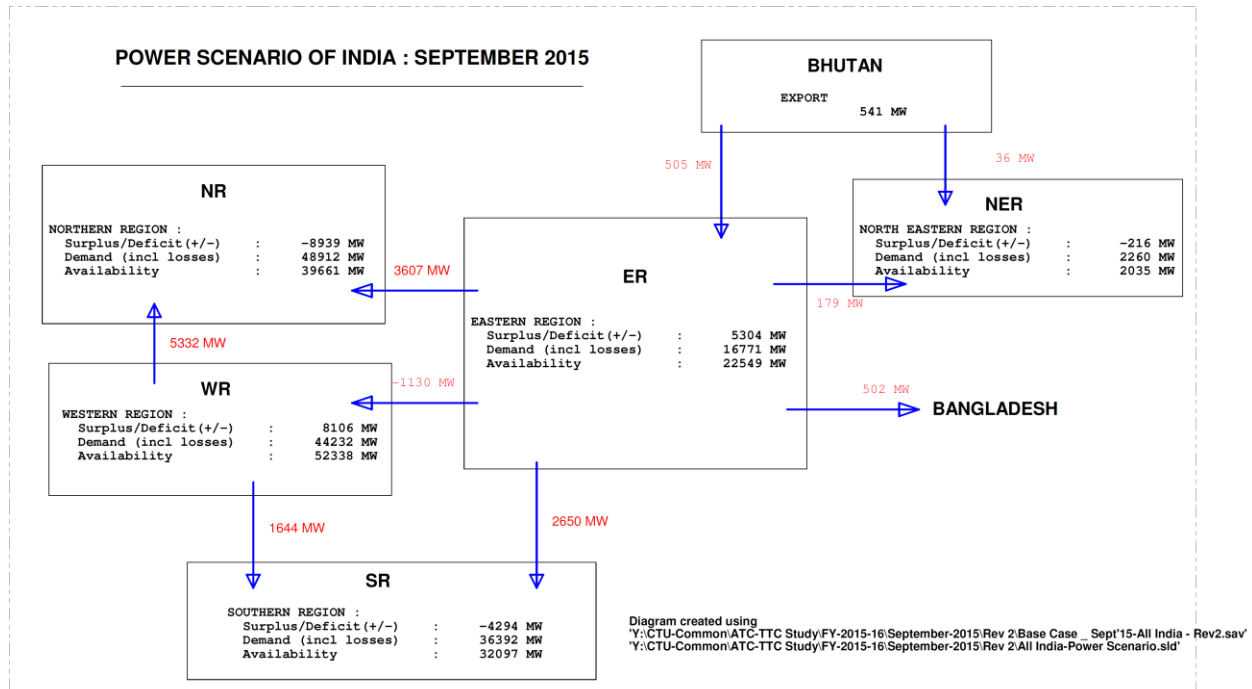 POWER SCENARIO OF INDIA : SEPTEMBER 2015
BHUTAN
EXPORT
541 MW
505 MW
36 MW
NR
NORTHERN REGION :
Surplus/Deficit(+/-) : -8939 MW
Demand (incl losses) : 48912 MW
Availability : 39661 MW
NER
NORTH EASTERN REGION :
Surplus/Deficit(+/-) : -216 MW
Demand (incl losses) : 2260 MW
Availability : 2035 MW
3607 MW
179 MW
ER
EASTERN REGION :
Surplus/Deficit(+/-) : 5304 MW
Demand (incl losses) : 16771 MW
Availability : 22549 MW
5332 MW
-1130 MW
502 MW
BANGLADESH
WR
WESTERN REGION :
Surplus/Deficit(+/-) : 8106 MW
Demand (incl losses) : 44232 MW
Availability : 52338 MW
1644 MW
2650 MW
SR
SOUTHERN REGION :
Surplus/Deficit(+/-) : -4294 MW
Demand (incl losses) : 36392 MW
Availability : 32097 MW
Diagram created using
'Y:\CTU-Common\ATC-TTC Study\FY-2015-16\September-2015\Rev 2\Base Case _ Sept'15-All India - Rev2.sav'
'Y:\CTU-Common\ATC-TTC Study\FY-2015-16\September-2015\Rev 2\All India-Power Scenario.sld'